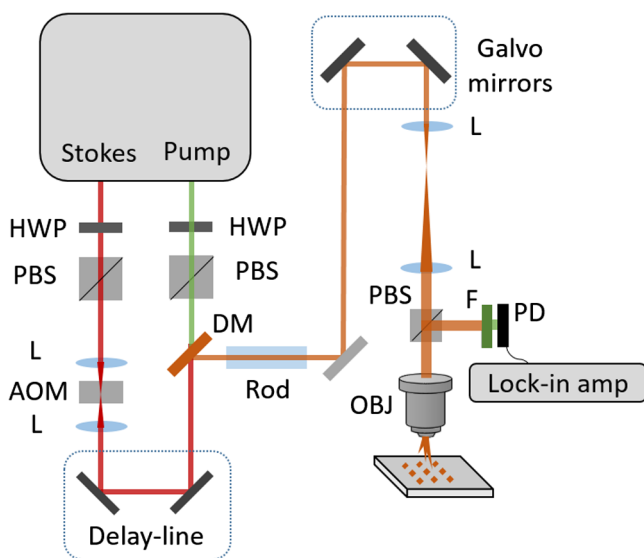 Galvo
mirrors
Stokes
Pump
L
HWP
HWP
PBS
PBS
L
PBS
F
PD
DM
L
AOM
Rod
Lock-in amp
OBJ
L
Delay-line